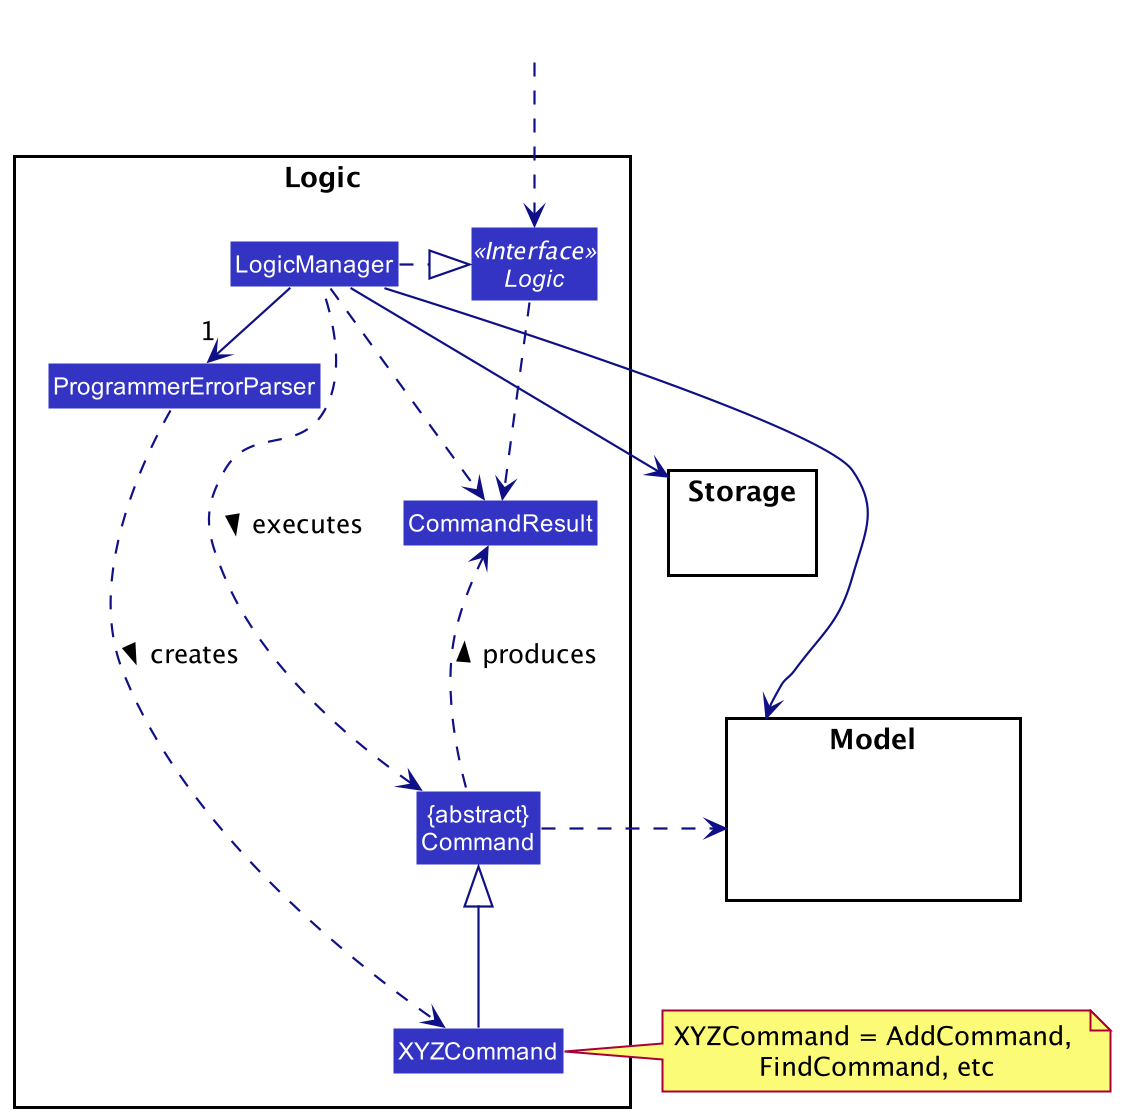 Logic
LogicManager
«Interface»
Logic
1
ProgrammerErrorParser
Storage
executes
CommandResult
creates
produces
Model
{abstract}
Command
XYZCommand
XYZCommand = AddCommand,
FindCommand, etc